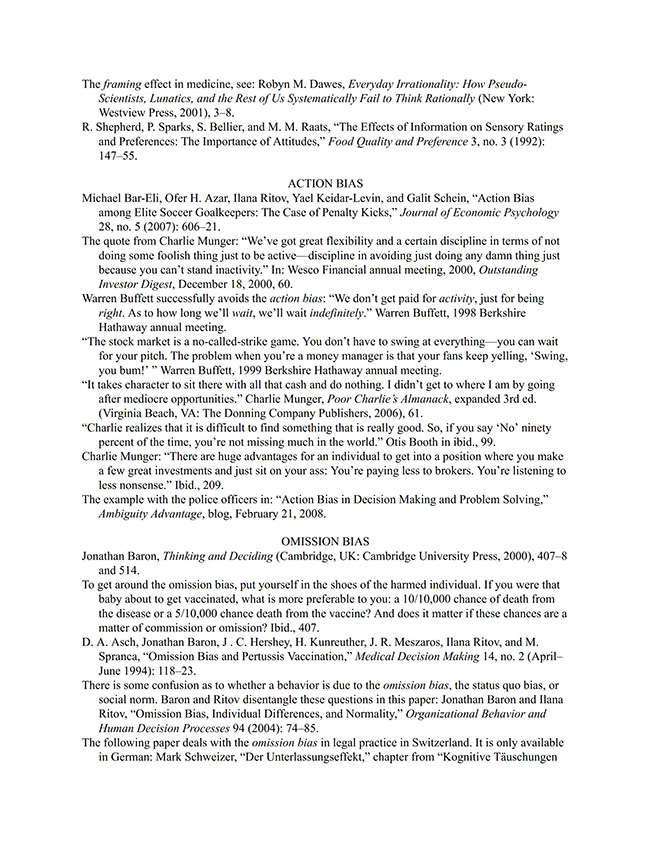 The framing effect in medicine, see: Robyn M. Dawes, Everyday Irrationality: How Pseudo-
Scientists, Lunatics, and the Rest of Us Systematically Fail to Think Rationally (New York:
Westview Press, 2001), 3–8.
R. Shepherd, P. Sparks, S. Bellier, and M. M. Raats, “The Effects of Information on Sensory Ratings
and Preferences: The Importance of Attitudes,” Food Quality and Preference 3, no. 3 (1992):
147–55.
ACTION BIAS
Michael Bar-Eli, Ofer H. Azar, Ilana Ritov, Yael Keidar-Levin, and Galit Schein, “Action Bias
among Elite Soccer Goalkeepers: The Case of Penalty Kicks,” Journal of Economic Psychology
28, no. 5 (2007): 606–21.
The quote from Charlie Munger: “We’ve got great flexibility and a certain discipline in terms of not
doing some foolish thing just to be active—discipline in avoiding just doing any damn thing just
because you can’t stand inactivity.” In: Wesco Financial annual meeting, 2000, Outstanding
Investor Digest, December 18, 2000, 60.
Warren Buffett successfully avoids the action bias: “We don’t get paid for activity, just for being
right. As to how long we’ll wait, we’ll wait indefinitely.” Warren Buffett, 1998 Berkshire
Hathaway annual meeting.
“The stock market is a no-called-strike game. You don’t have to swing at everything—you can wait
for your pitch. The problem when you’re a money manager is that your fans keep yelling, ‘Swing,
you bum!’ ” Warren Buffett, 1999 Berkshire Hathaway annual meeting.
“It takes character to sit there with all that cash and do nothing. I didn’t get to where I am by going
after mediocre opportunities.” Charlie Munger, Poor Charlie’s Almanack, expanded 3rd ed.
(Virginia Beach, VA: The Donning Company Publishers, 2006), 61.
“Charlie realizes that it is difficult to find something that is really good. So, if you say ‘No’ ninety
percent of the time, you’re not missing much in the world.” Otis Booth in ibid., 99.
Charlie Munger: “There are huge advantages for an individual to get into a position where you make
a few great investments and just sit on your ass: You’re paying less to brokers. You’re listening to
less nonsense.” Ibid., 209.
The example with the police officers in: “Action Bias in Decision Making and Problem Solving,”
Ambiguity Advantage, blog, February 21, 2008.
OMISSION BIAS
Jonathan Baron, Thinking and Deciding (Cambridge, UK: Cambridge University Press, 2000), 407–8
and 514.
To get around the omission bias, put yourself in the shoes of the harmed individual. If you were that
baby about to get vaccinated, what is more preferable to you: a 10/10,000 chance of death from
the disease or a 5/10,000 chance death from the vaccine? And does it matter if these chances are a
matter of commission or omission? Ibid., 407.
D. A. Asch, Jonathan Baron, J . C. Hershey, H. Kunreuther, J. R. Meszaros, Ilana Ritov, and M.
Spranca, “Omission Bias and Pertussis Vaccination,” Medical Decision Making 14, no. 2 (April–
June 1994): 118–23.
There is some confusion as to whether a behavior is due to the omission bias, the status quo bias, or
social norm. Baron and Ritov disentangle these questions in this paper: Jonathan Baron and Ilana
Ritov, “Omission Bias, Individual Differences, and Normality,” Organizational Behavior and
Human Decision Processes 94 (2004): 74–85.
The following paper deals with the omission bias in legal practice in Switzerland. It is only available
in German: Mark Schweizer, “Der Unterlassungseffekt,” chapter from “Kognitive Täuschungen